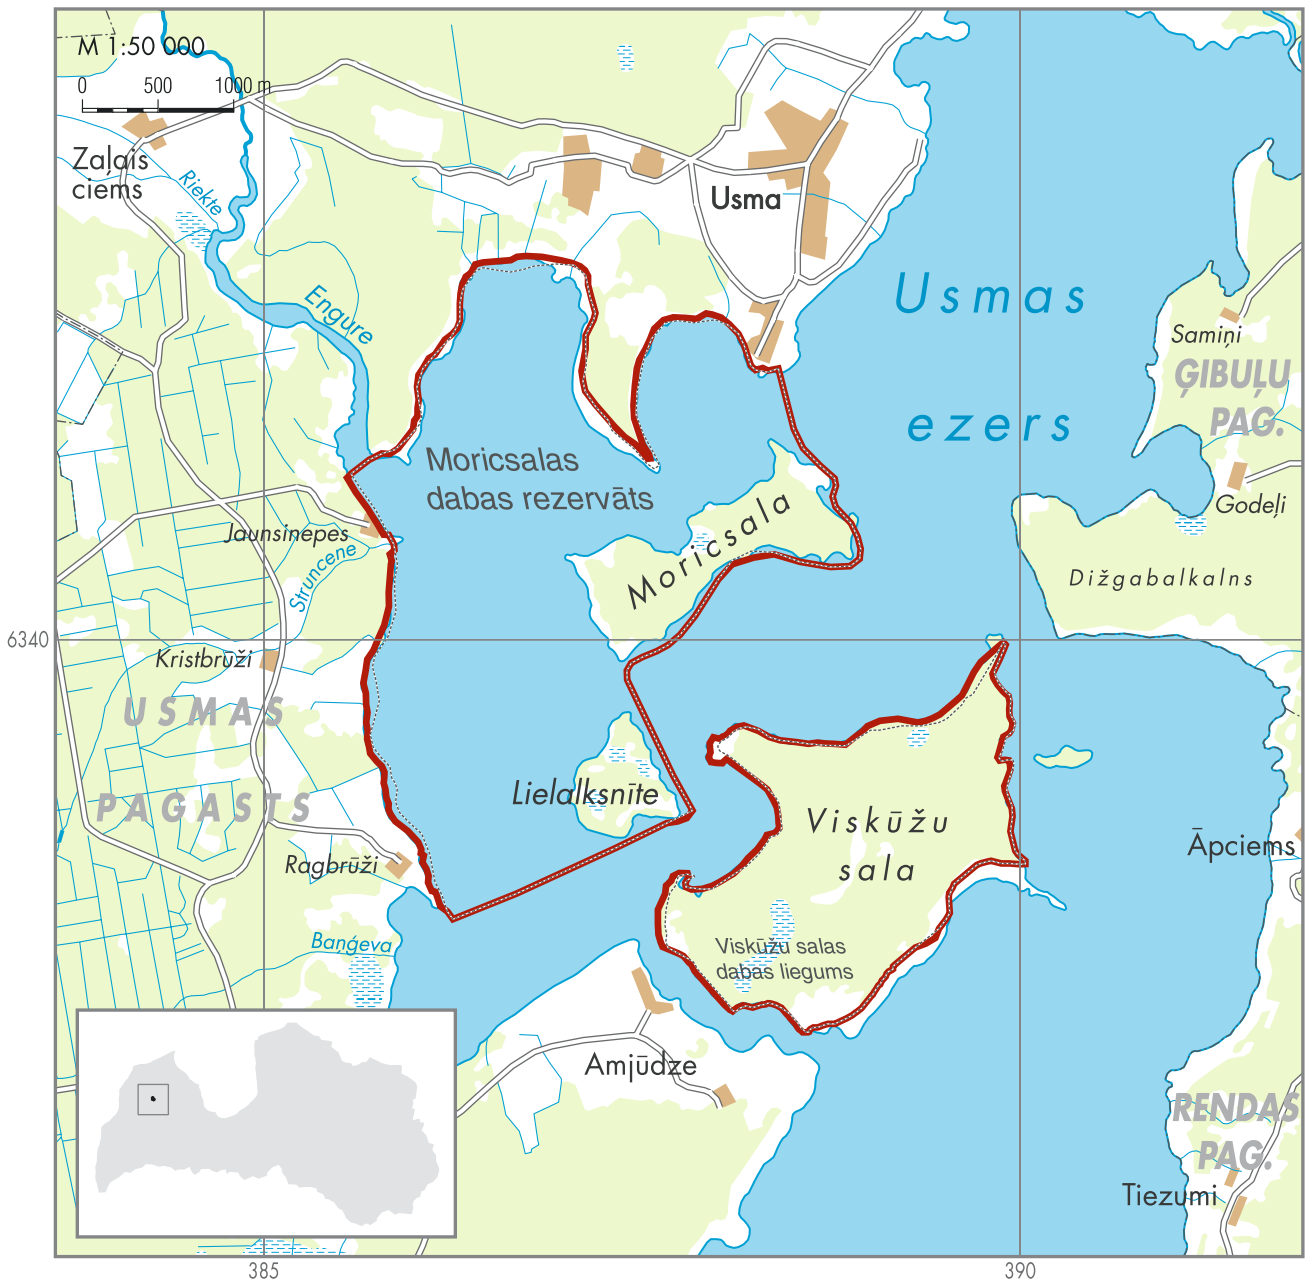 M 1:50 000
0 500 1000 m
Zaļais
ciems
Riekte
Engure
Usma
Usmas
ezers
Samiņi
ĢIBUĻU
PAG.
Godeļi
Moricsalas
dabas rezervāts
Moricsala
Jaunsinepes
Struncene
Dižgabalkalns
6340
Kristbrūži
USMAS
PAGASTS
Lielalksnīte
Viskūžu
sala
Āpciems
Ragbrūži
Baņģeva
Viskūžu salas
dabas liegums
Amjūdze
RENDAS
PAG.
Tiezumi
385
390